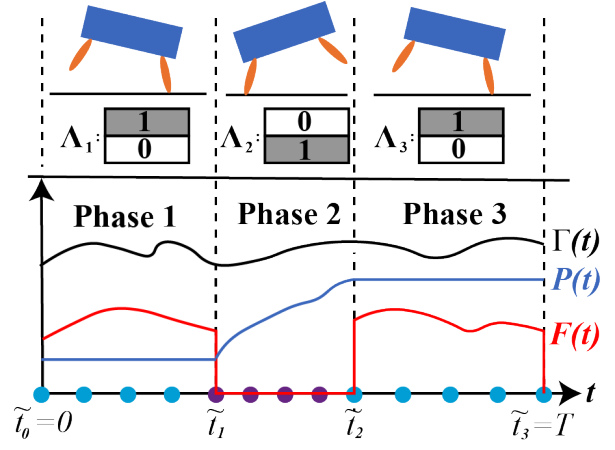 Λ₁: 1 0
Λ₂: 0 1
Λ₃: 1 0
Phase 1 Phase 2 Phase 3
Γ(t)
P(t)
F(t)
t
t̃₀=0 t̃₁ t̃₂ t̃₃=T